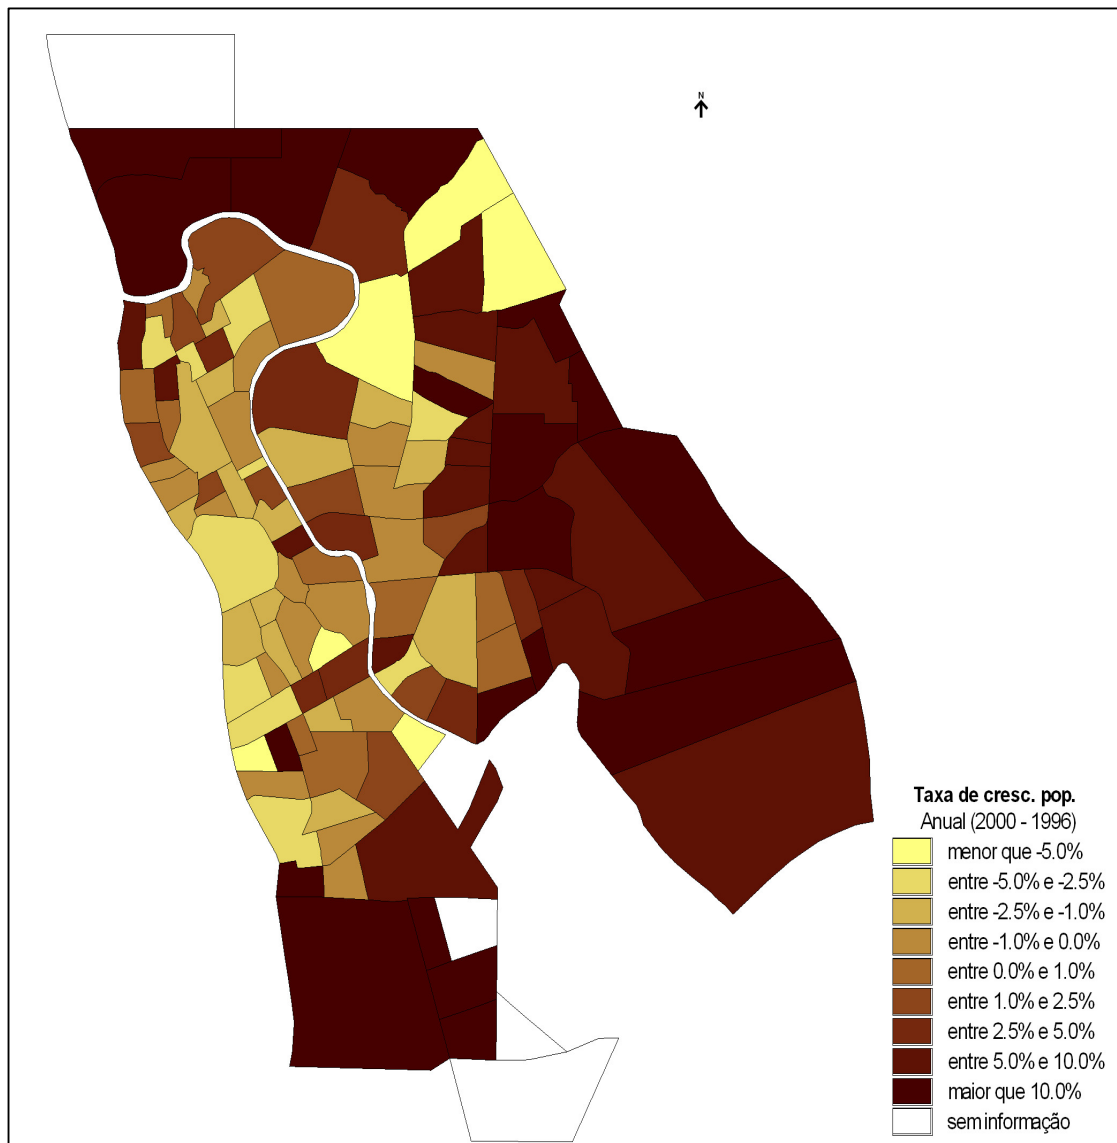 N
Taxa de cresc. pop.
Anual (2000 - 1996)
menor que -5.0%
entre -5.0% e -2.5%
entre -2.5% e -1.0%
entre -1.0% e 0.0%
entre 0.0% e 1.0%
entre 1.0% e 2.5%
entre 2.5% e 5.0%
entre 5.0% e 10.0%
maior que 10.0%
sem informação